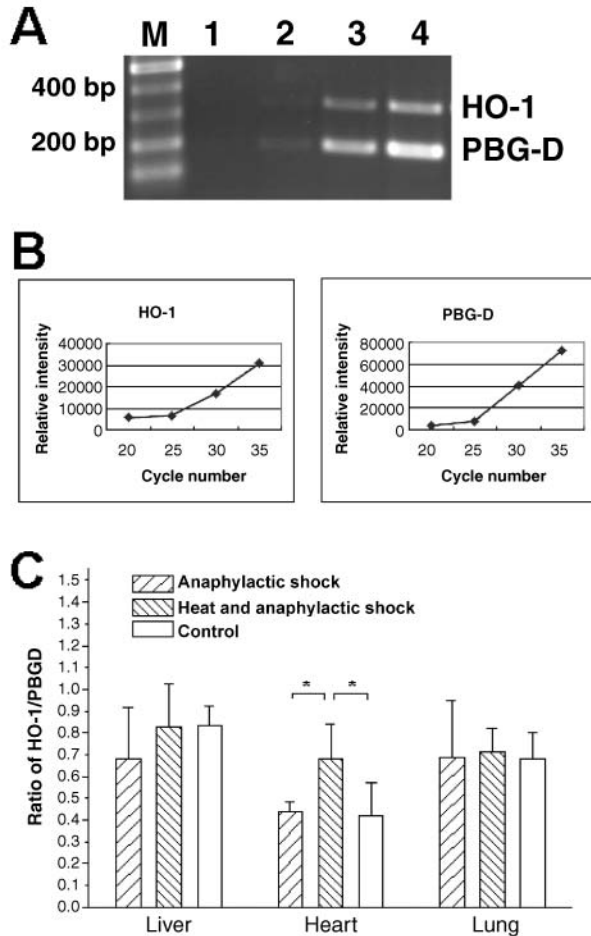 A
M 1 2 3 4
400 bp
200 bp
HO-1
PBG-D
B
HO-1
Relative intensity
40000
30000
20000
10000
0
20 25 30 35
Cycle number
PBG-D
Relative intensity
80000
60000
40000
20000
0
20 25 30 35
Cycle number
C
Ratio of HO-1/PBGD
1.5
1.4
1.3
1.2
1.1
1.0
0.9
0.8
0.7
0.6
0.5
0.4
0.3
0.2
0.1
0.0
Anaphylactic shock
Heat and anaphylactic shock
Control
* *
Liver Heart Lung